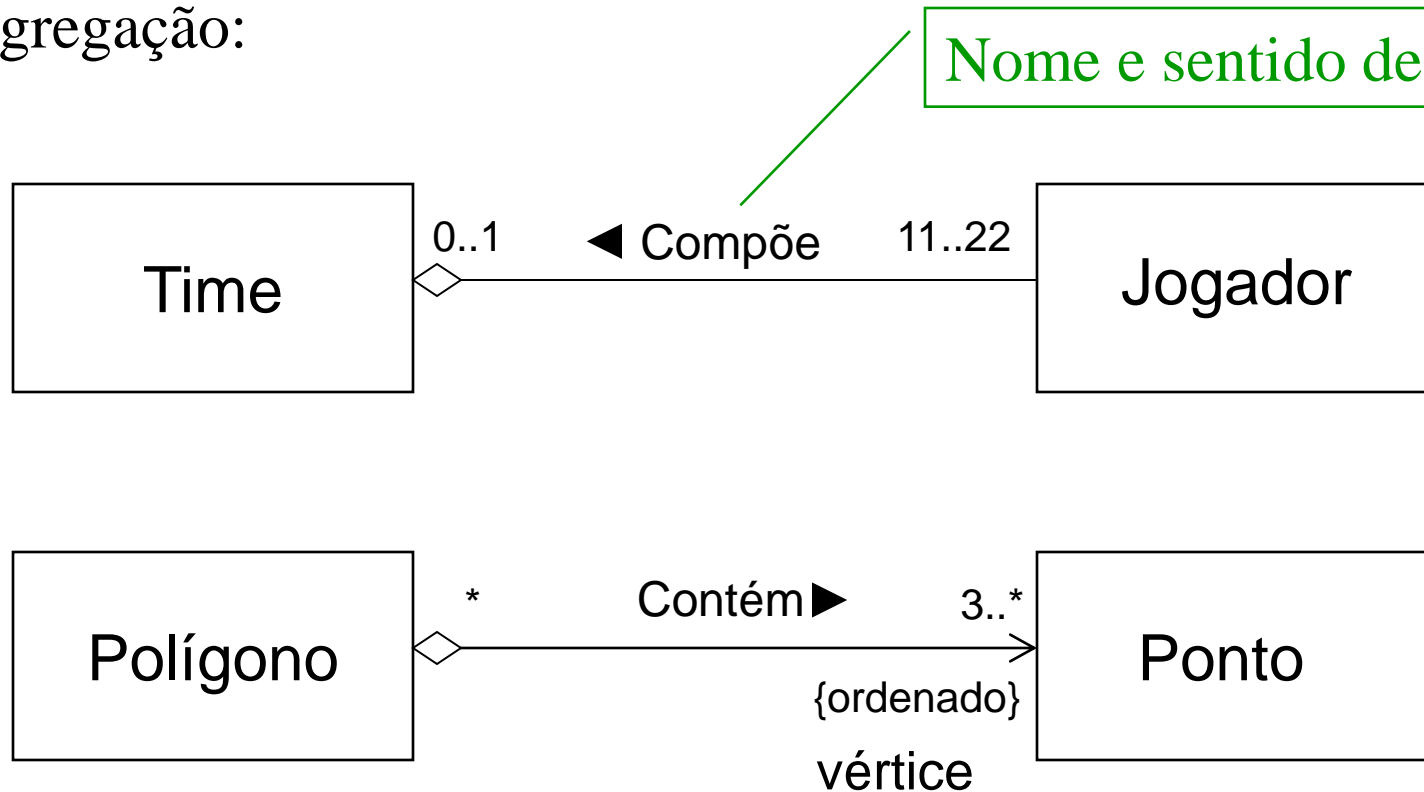 gregação:
Nome e sentido de
0..1 ◄ Compõe 11..22
Time
Jogador
* Contém► 3..*
Polígono
Ponto
{ordenado}
vértice